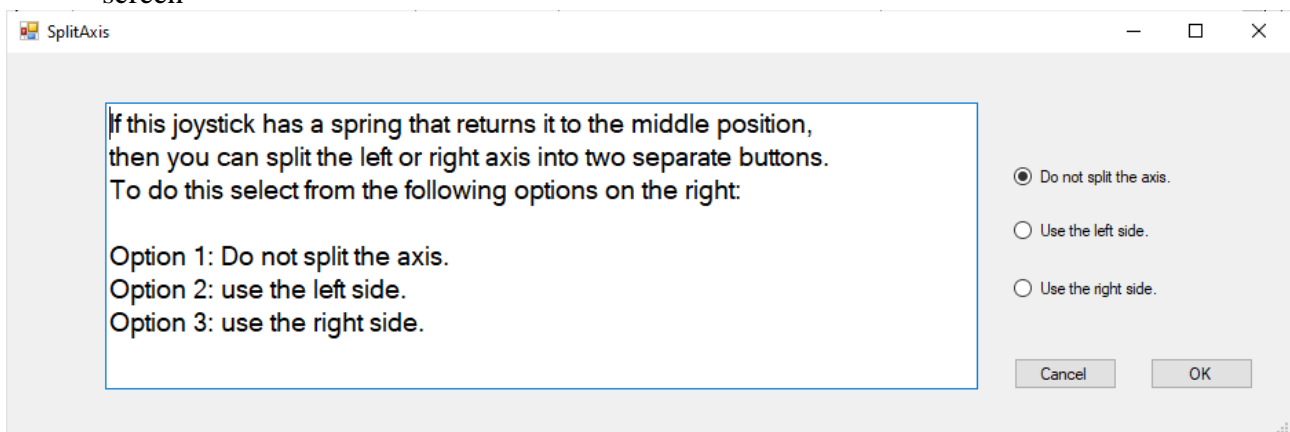 screen
SplitAxis
If this joystick has a spring that returns it to the middle position,
then you can split the left or right axis into two separate buttons.
To do this select from the following options on the right:
Option 1: Do not split the axis.
Option 2: use the left side.
Option 3: use the right side.
Do not split the axis.
Use the left side.
Use the right side.
Cancel
OK